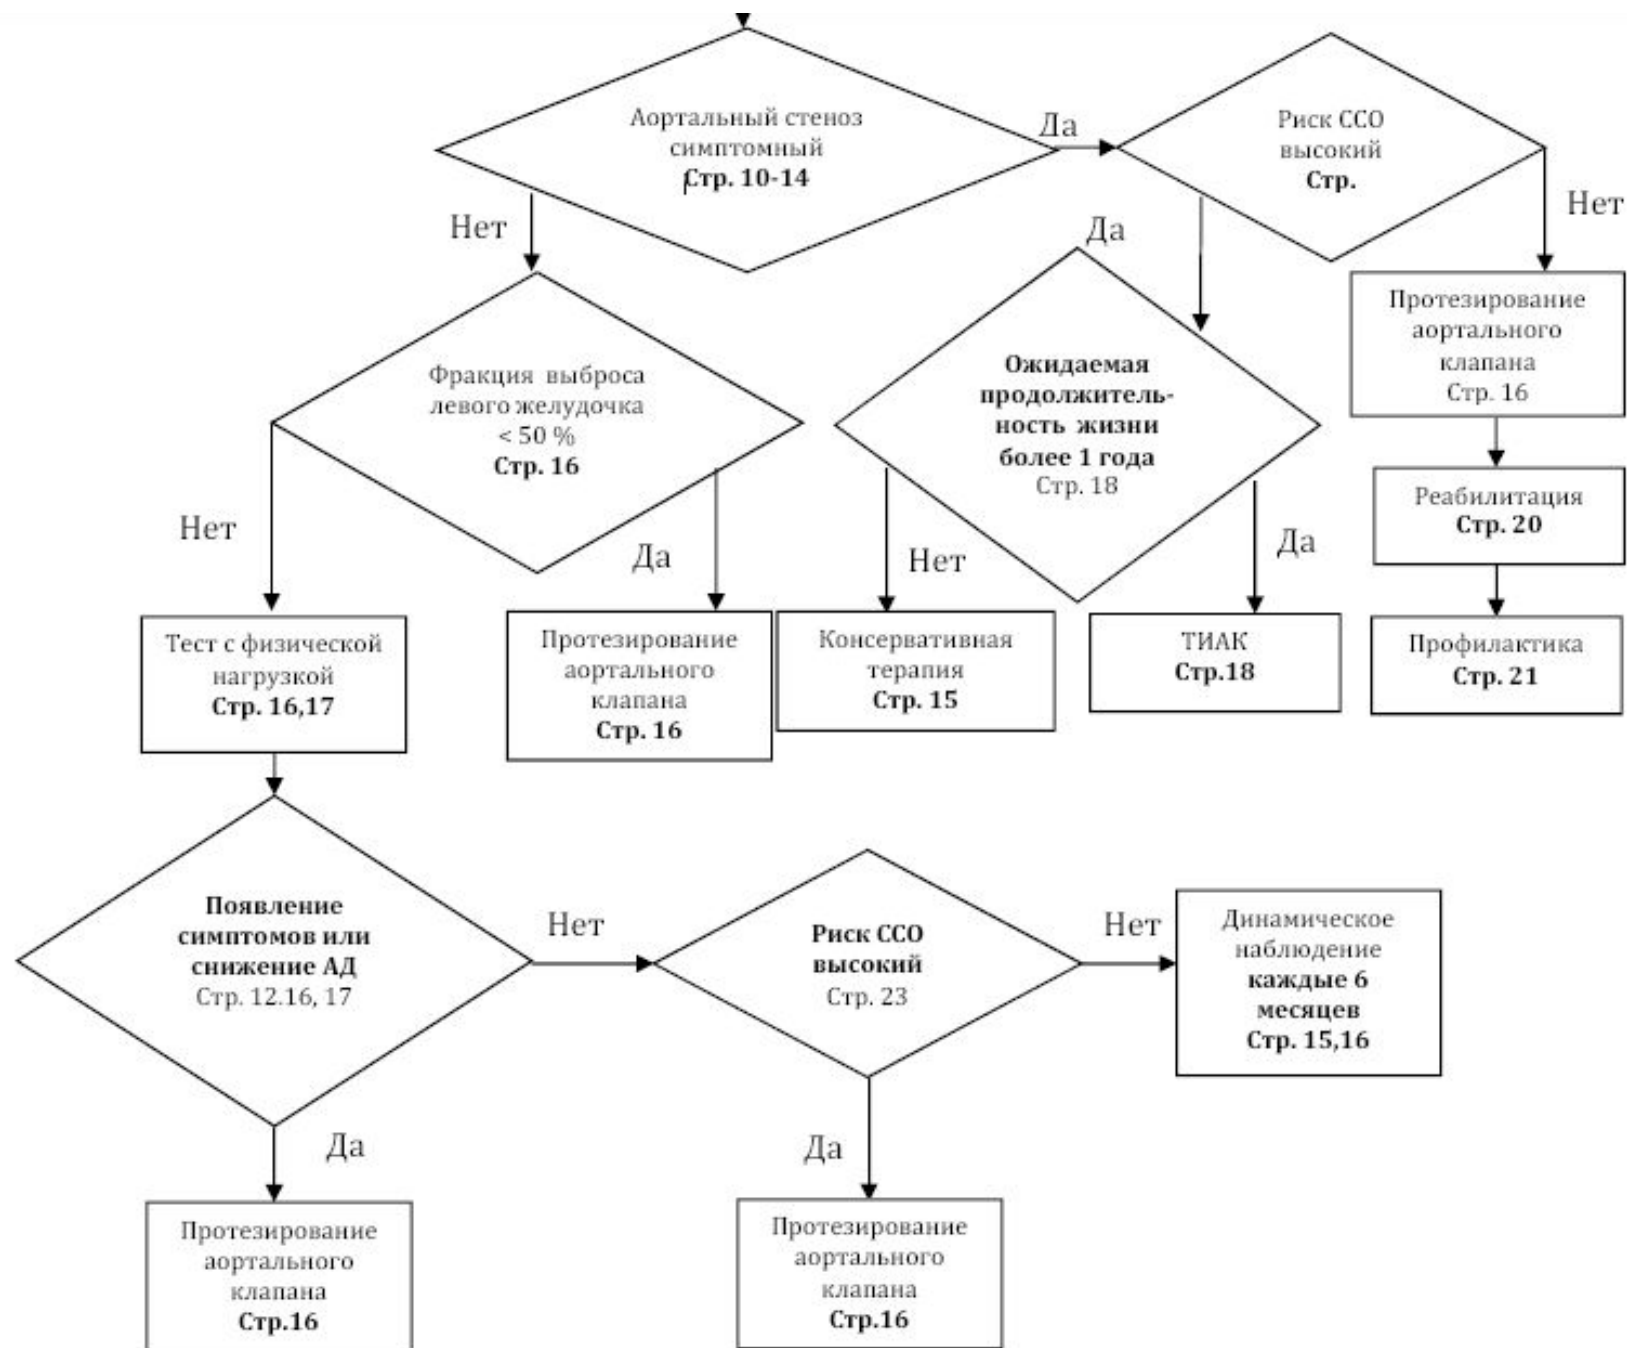 Аортальный стеноз
симптомный
Стр. 10-14
Да
Риск ССО
высокий
Стр.
Нет
Нет
Да
Протезирование
аортального
клапана
Стр. 16
Фракция выброса
левого желудочка
< 50 %
Стр. 16
Ожидаемая
продолжитель-
ность жизни
более 1 года
Стр. 18
Реабилитация
Стр. 20
Нет
Да
Нет
Да
Тест с физической
нагрузкой
Стр. 16,17
Протезирование
аортального
клапана
Стр. 16
Консервативная
терапия
Стр. 15
ТИАК
Стр.18
Профилактика
Стр. 21
Появление
симптомов или
снижение АД
Стр. 12.16, 17
Нет
Риск ССО
высокий
Стр. 23
Нет
Динамическое
наблюдение
каждые 6
месяцев
Стр. 15,16
Да
Да
Протезирование
аортального
клапана
Стр.16
Протезирование
аортального
клапана
Стр.16